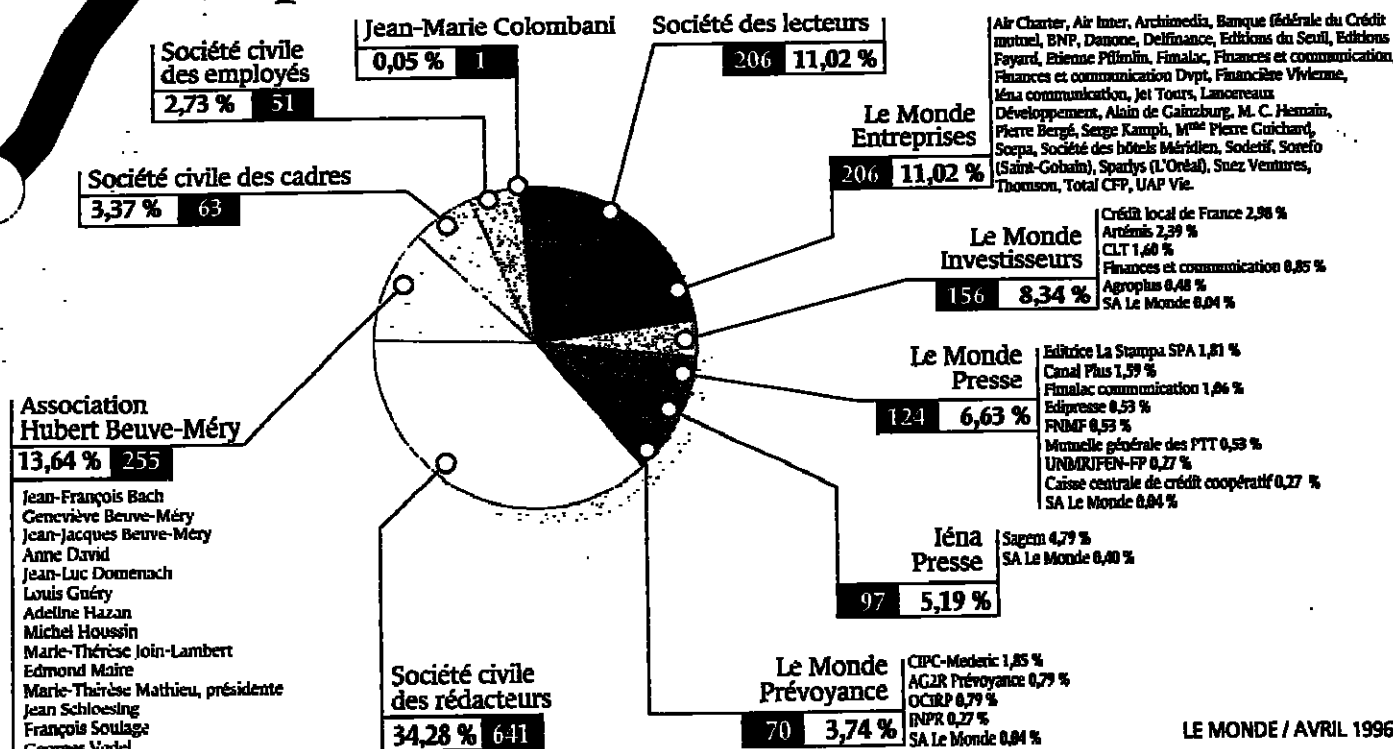 Jean-Marie Colombani
0,05 % 1
Société des lecteurs
206 11,02 %
Société civile
des employés
2,73 % 51
Société civile des cadres
3,37 % 63
Le Monde
Entreprises
206 11,02 %
Air Charter, Air Inter, Archimedia, Banque fédérale du Crédit
mutuel, BNP, Danone, Delfinance, Editions du Seuil, Editions
Fayard, Etienne Pflimlin, Fimalac, Finances et communication,
Finances et communication Dvpt, Financière Vivienne,
Iéna communication, Jet Tours, Lancereaux
Développement, Alain de Gainzburg, M. C. Hemain,
Pierre Bergé, Serge Kamph, Mme Pierre Guichard,
Scepa, Société des hôtels Méridien, Sodetif, Sorefo
(Saint-Gobain), Sparlys (L'Oréal), Suez Ventures,
Thomson, Total CFP, UAP Vie.
Le Monde
Investisseurs
156 8,34 %
Crédit local de France 2,98 %
Artémis 2,39 %
CLT 1,60 %
Finances et communication 0,85 %
Agroplus 0,48 %
SA Le Monde 0,04 %
Le Monde
Presse
124 6,63 %
Editrice La Stampa SPA 1,81 %
Canal Plus 1,59 %
Fimalac communication 1,06 %
Edipresse 0,53 %
FNMF 0,53 %
Mutuelle générale des PTT 0,53 %
UNMRIFEN-FP 0,27 %
Caisse centrale de crédit coopératif 0,27 %
SA Le Monde 0,04 %
Iéna
Presse
97 5,19 %
Sagem 4,79 %
SA Le Monde 0,40 %
Le Monde
Prévoyance
70 3,74 %
CIPC-Mederic 1,85 %
AG2R Prévoyance 0,79 %
OCIRP 0,79 %
INPR 0,27 %
SA Le Monde 0,04 %
Association
Hubert Beuve-Méry
13,64 % 255
Jean-François Bach
Geneviève Beuve-Méry
Jean-Jacques Beuve-Méry
Anne David
Jean-Luc Domenach
Louis Guéry
Adeline Hazan
Michel Houssin
Marie-Thérèse Join-Lambert
Edmond Maire
Marie-Thérèse Mathieu, présidente
Jean Schloesing
François Soulage
Georges Vedel
Société civile
des rédacteurs
34,28 % 641
LE MONDE / AVRIL 1996